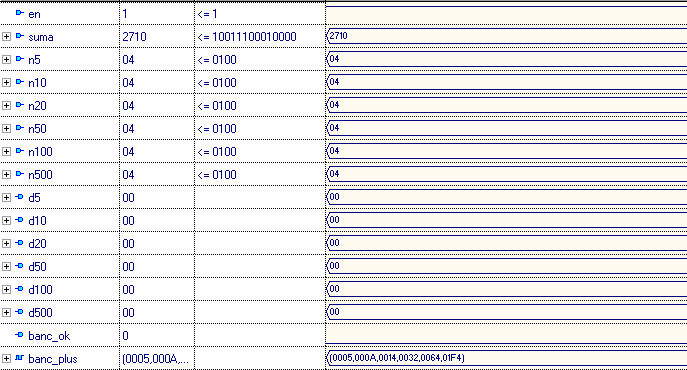 en 1 <= 1
suma 2710 <= 10011100010000 2710
n5 04 <= 0100 04
n10 04 <= 0100 04
n20 04 <= 0100 04
n50 04 <= 0100 04
n100 04 <= 0100 04
n500 04 <= 0100 04
d5 00 00
d10 00 00
d20 00 00
d50 00 00
d100 00 00
d500 00 00
banc_ok 0
banc_plus (0005,000A,... (0005,000A,0014,0032,0064,01F4)